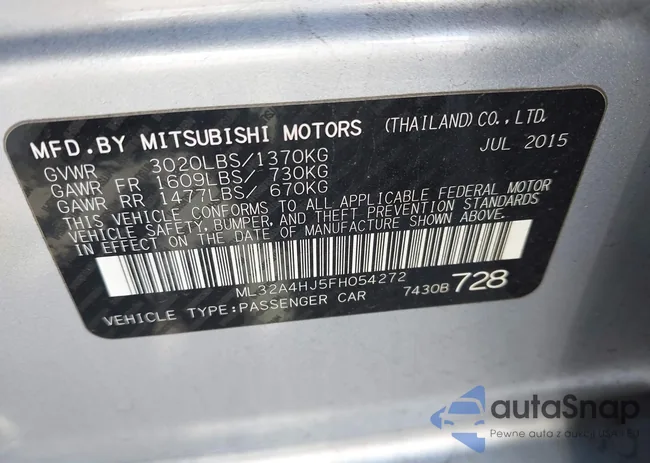 MFD.BY MITSUBISHI MOTORS (THAILAND) CO.,LTD.
JUL 2015
GVWR 3020LBS/1370KG
GAWR FR 1609LBS/ 730KG
GAWR RR 1477LBS/ 670KG
THIS VEHICLE CONFORMS TO ALL APPLICABLE FEDERAL MOTOR
VEHICLE SAFETY, BUMPER, AND THEFT PREVENTION STANDARDS
IN EFFECT ON THE DATE OF MANUFACTURE SHOWN ABOVE.
ML32A4HJ5FH054272
VEHICLE TYPE:PASSENGER CAR 7430B 728
autaSnap
Pewne auta z